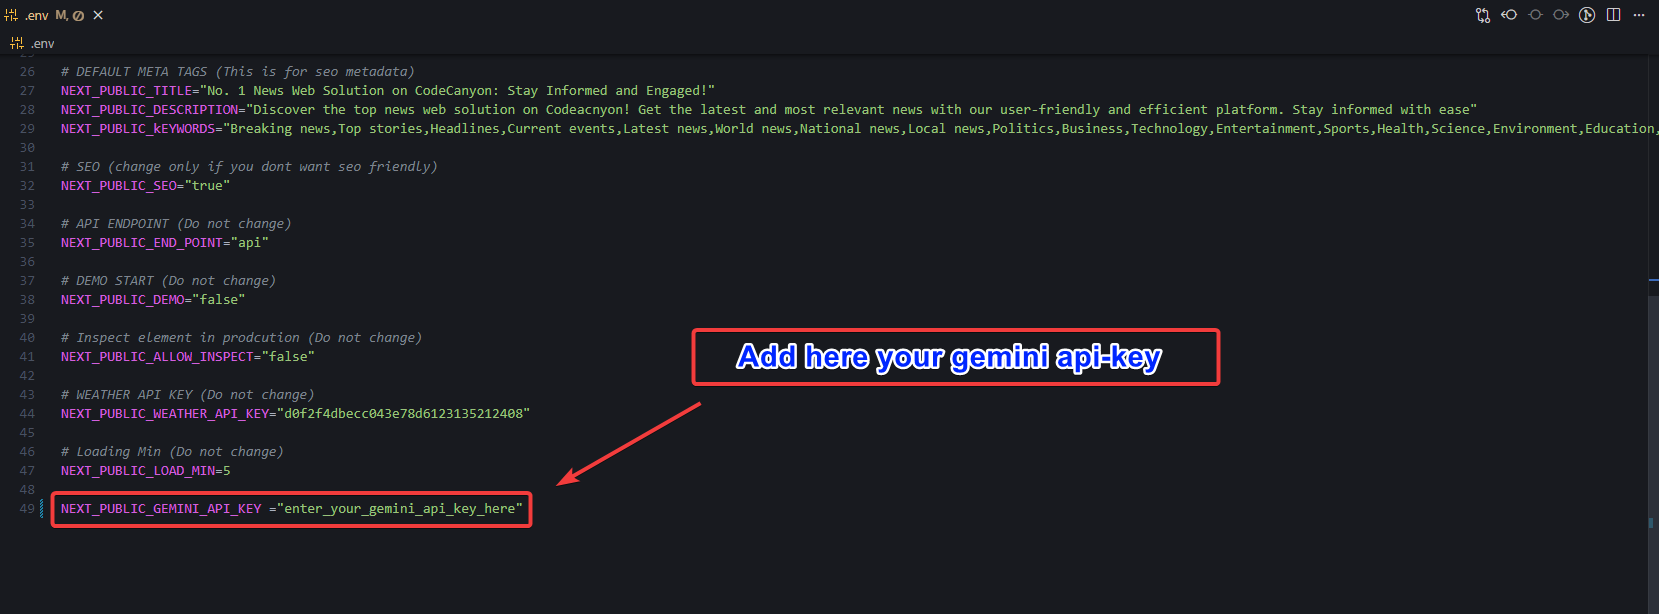 .env M, ⊘ ×
.env
26 # DEFAULT META TAGS (This is for seo metadata)
27 NEXT_PUBLIC_TITLE="No. 1 News Web Solution on CodeCanyon: Stay Informed and Engaged!"
28 NEXT_PUBLIC_DESCRIPTION="Discover the top news web solution on Codeacnyon! Get the latest and most relevant news with our user-friendly and efficient platform. Stay informed with ease"
29 NEXT_PUBLIC_kEYWORDS="Breaking news,Top stories,Headlines,Current events,Latest news,World news,National news,Local news,Politics,Business,Technology,Entertainment,Sports,Health,Science,Environment,Education,
30
31 # SEO (change only if you dont want seo friendly)
32 NEXT_PUBLIC_SEO="true"
33
34 # API ENDPOINT (Do not change)
35 NEXT_PUBLIC_END_POINT="api"
36
37 # DEMO START (Do not change)
38 NEXT_PUBLIC_DEMO="false"
39
40 # Inspect element in prodcution (Do not change)
41 NEXT_PUBLIC_ALLOW_INSPECT="false"
42
43 # WEATHER API KEY (Do not change)
44 NEXT_PUBLIC_WEATHER_API_KEY="d0f2f4dbecc043e78d6123135212408"
45
46 # Loading Min (Do not change)
47 NEXT_PUBLIC_LOAD_MIN=5
48
49 NEXT_PUBLIC_GEMINI_API_KEY ="enter_your_gemini_api_key_here"
Add here your gemini api-key